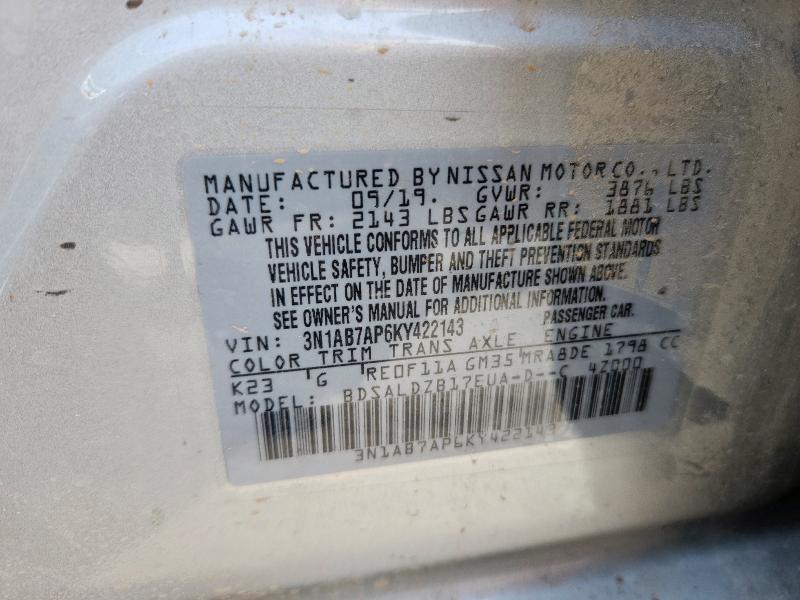 MANUFACTURED BY NISSAN MOTOR CO., LTD.
DATE: 09/19. GVWR: 3876 LBS
GAWR FR: 2143 LBS GAWR RR: 1881 LBS
THIS VEHICLE CONFORMS TO ALL APPLICABLE FEDERAL MOTOR
VEHICLE SAFETY, BUMPER AND THEFT PREVENTION STANDARDS
IN EFFECT ON THE DATE OF MANUFACTURE SHOWN ABOVE.
SEE OWNER'S MANUAL FOR ADDITIONAL INFORMATION.
VIN: 3N1AB7AP6KY422143 PASSENGER CAR.
COLOR TRIM TRANS AXLE ENGINE
K23 G RE0F11A GM35 MRA8DE 1798 CC
MODEL: BDSALDZB17EUA-D--C 4Z000
3N1AB7AP6KY422143